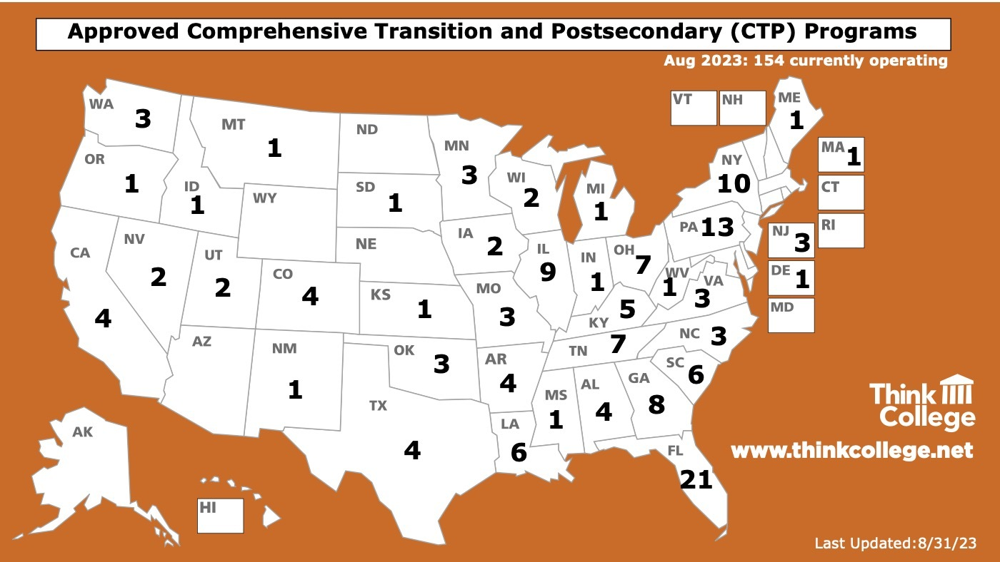 Approved Comprehensive Transition and Postsecondary (CTP) Programs
Aug 2023: 154 currently operating
WA 3
MT 1
ND
MN 3
VT
NH
ME 1
OR 1
ID 1
WY
SD 1
WI 2
MI 1
NY 10
MA 1
CT
RI
NV 2
UT 2
CA 4
CO 4
NE
IA 2
IL 9
IN 1
OH 7
PA 13
NJ 3
DE 1
MD
KS 1
MO 3
KY 5
WV 1
VA 3
AZ
NM 1
OK 3
AR 4
TN 7
NC 3
SC 6
TX 4
LA 6
MS 1
AL 4
GA 8
FL 21
AK
HI
Think
College
www.thinkcollege.net
Last Updated:8/31/23